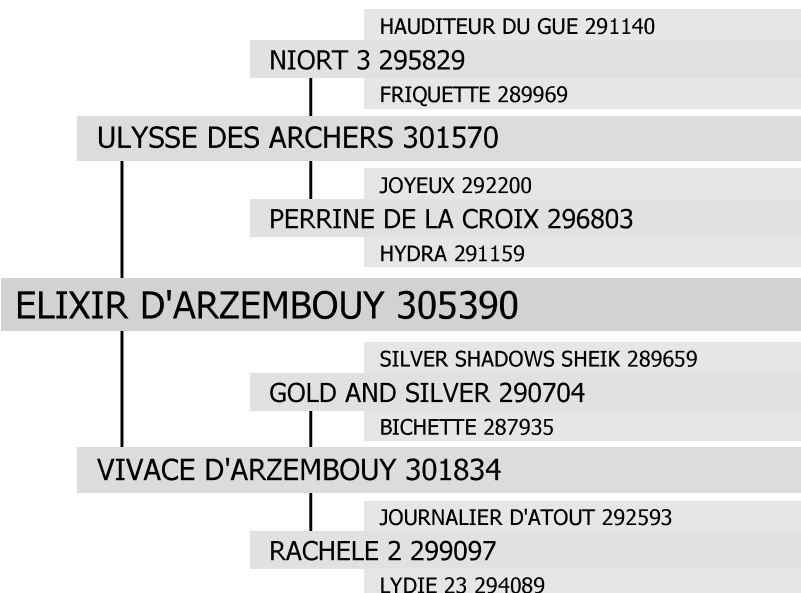 HAUDITEUR DU GUE 291140
NIORT 3 295829
FRIQUETTE 289969
ULYSSE DES ARCHERS 301570
JOYEUX 292200
PERRINE DE LA CROIX 296803
HYDRA 291159
ELIXIR D'ARZEMBOUY 305390
SILVER SHADOWS SHEIK 289659
GOLD AND SILVER 290704
BICHETTE 287935
VIVACE D'ARZEMBOUY 301834
JOURNALIER D'ATOUT 292593
RACHELE 2 299097
LYDIE 23 294089